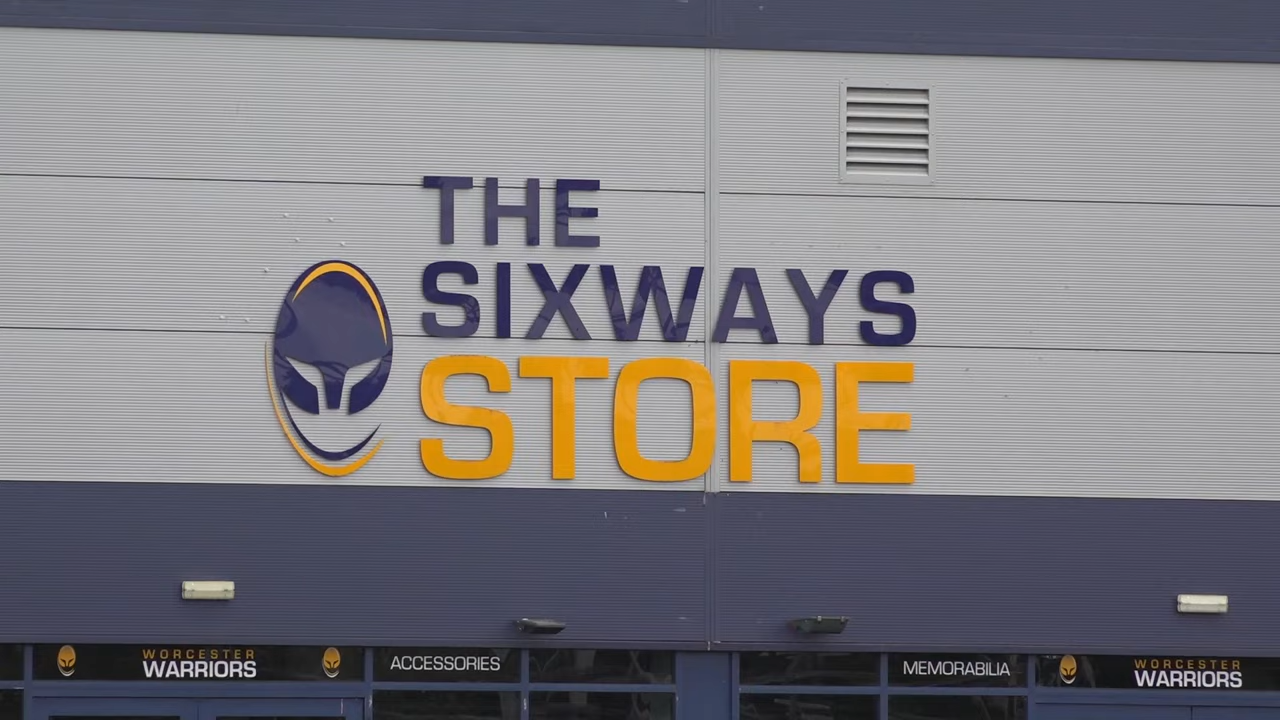 THE
SIXWAYS
STORE
WORCESTER
WARRIORS
ACCESSORIES
MEMORABILIA
WORCESTER
WARRIORS